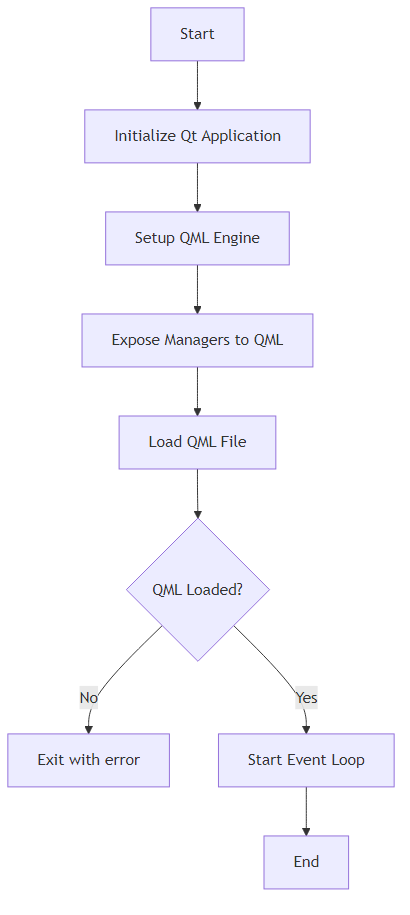 Start
Initialize Qt Application
Setup QML Engine
Expose Managers to QML
Load QML File
QML Loaded?
No
Yes
Exit with error
Start Event Loop
End